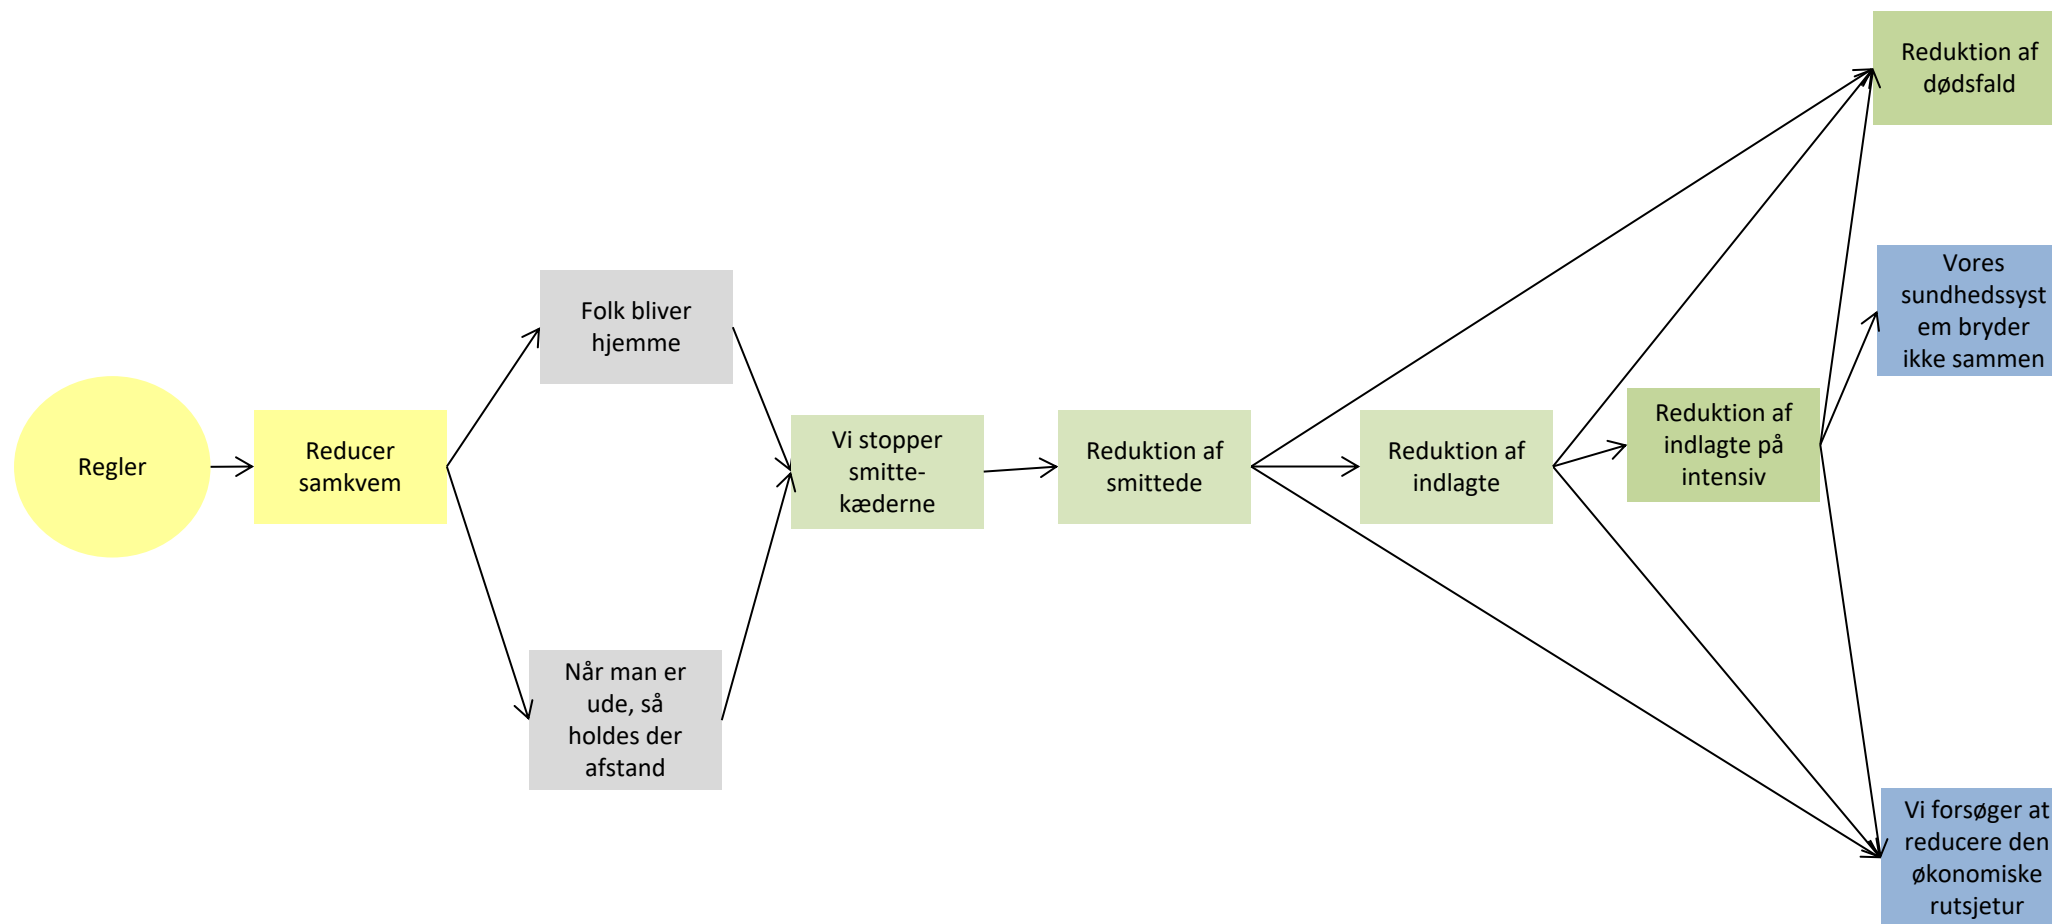 Regler
Reducer
samkvem
Folk bliver
hjemme
Når man er
ude, så
holdes der
afstand
Vi stopper
smitte-
kæderne
Reduktion af
smittede
Reduktion af
indlagte
Reduktion af
indlagte på
intensiv
Reduktion af
dødsfald
Vores
sundhedssyst
em bryder
ikke sammen
Vi forsøger at
reducere den
økonomiske
rutsjetur